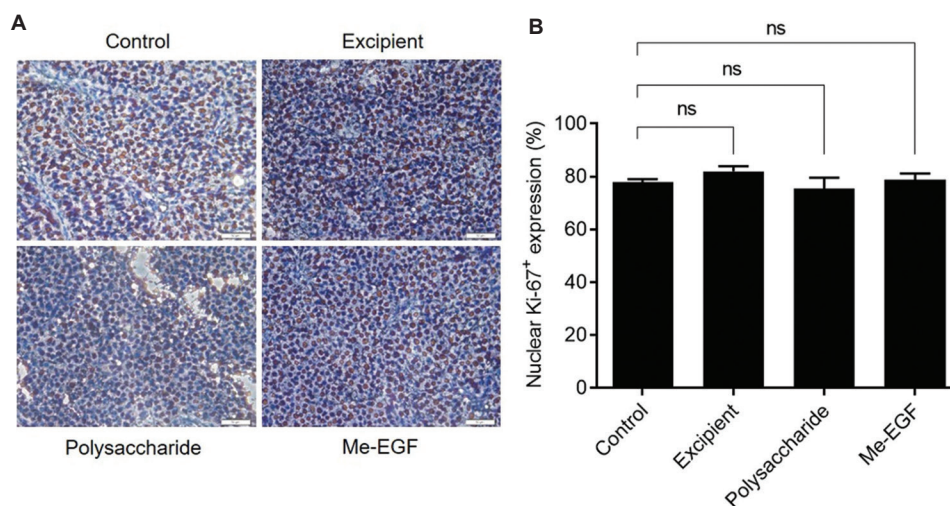 A
Control
Excipient
Polysaccharide
Me-EGF
B
ns
ns
ns
Nuclear Ki-67+ expression (%)
100
80
60
40
20
0
Control
Excipient
Polysaccharide
Me-EGF